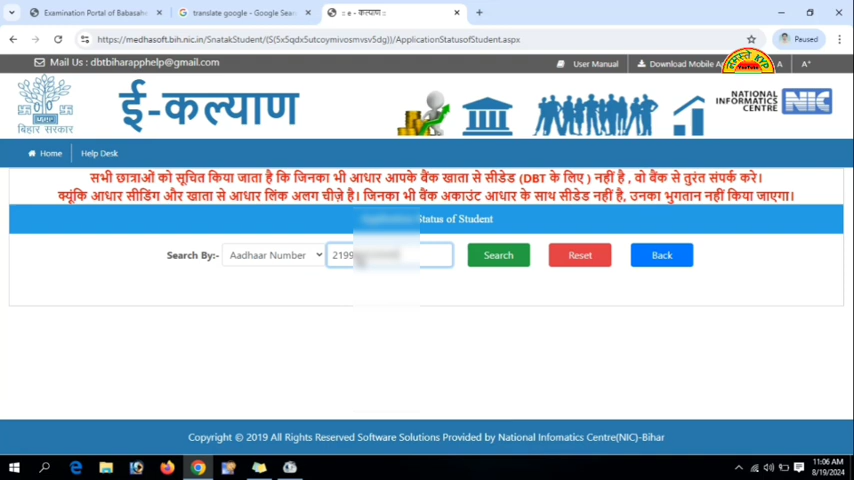 Examination Portal of Babasahe
translate google - Google Sear
:: e - कल्याण ::
https://medhasoft.bih.nic.in/SnatakStudent/(S(5x5qdx5utcoymivosmvsv5dg))/ApplicationStatusofStudent.aspx
Paused
Mail Us : dbtbiharapphelp@gmail.com
User Manual
Download Mobile A
A
A+
नमस्ते KYP
बिहार सरकार
ई-कल्याण
NATIONAL
INFORMATICS
CENTRE
NIC
Home
Help Desk
सभी छात्राओं को सूचित किया जाता है कि जिनका भी आधार आपके बैंक खाता से सीडेड (DBT के लिए ) नहीं है , वो बैंक से तुरंत संपर्क करे।
क्यूंकि आधार सीडिंग और खाता से आधार लिंक अलग चीज़े है। जिनका भी बैंक अकाउंट आधार के साथ सीडेड नहीं है, उनका भुगतान नहीं किया जाएगा।
Status of Student
Search By:-
Aadhaar Number
2199
Search
Reset
Back
Copyright © 2019 All Rights Reserved Software Solutions Provided by National Infomatics Centre(NIC)-Bihar
11:06 AM
8/19/2024